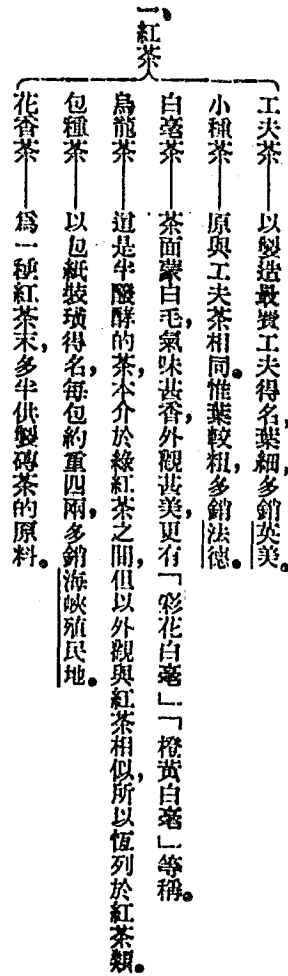 一、紅茶
工夫茶——以製造最費工夫得名，葉細，多銷英美。
小種茶——原與工夫茶相同。惟葉較粗，多銷法德。
白毫茶——茶面蒙白毛，氣味甚香，外觀甚美，更有「彩花白毫」「橙黃白毫」等稱。
烏龍茶——這是半醱酵的茶，本介於綠紅茶之間，但以外觀與紅茶相似，所以恆列於紅茶類。
包種茶——以包紙裝璜得名，每包約重四兩，多銷海峽殖民地。
花香茶——爲一種紅茶末，多半供製磚茶的原料。